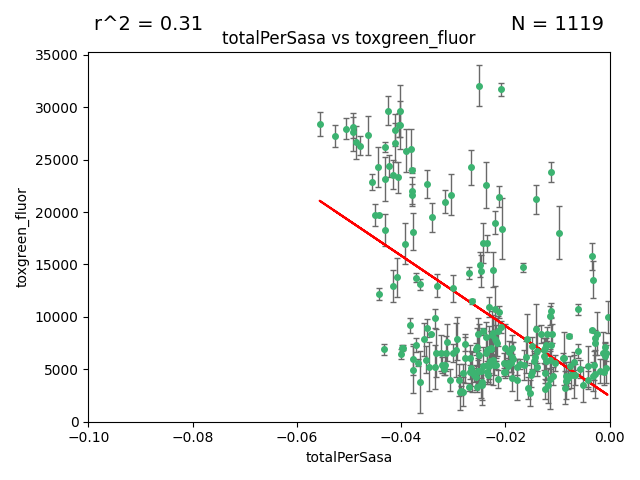 r^2 = 0.31
N = 1119
totalPerSasa vs toxgreen_fluor
35000
30000
25000
20000
15000
10000
5000
0
toxgreen_fluor
−0.10
−0.08
−0.06
−0.04
−0.02
0.00
totalPerSasa